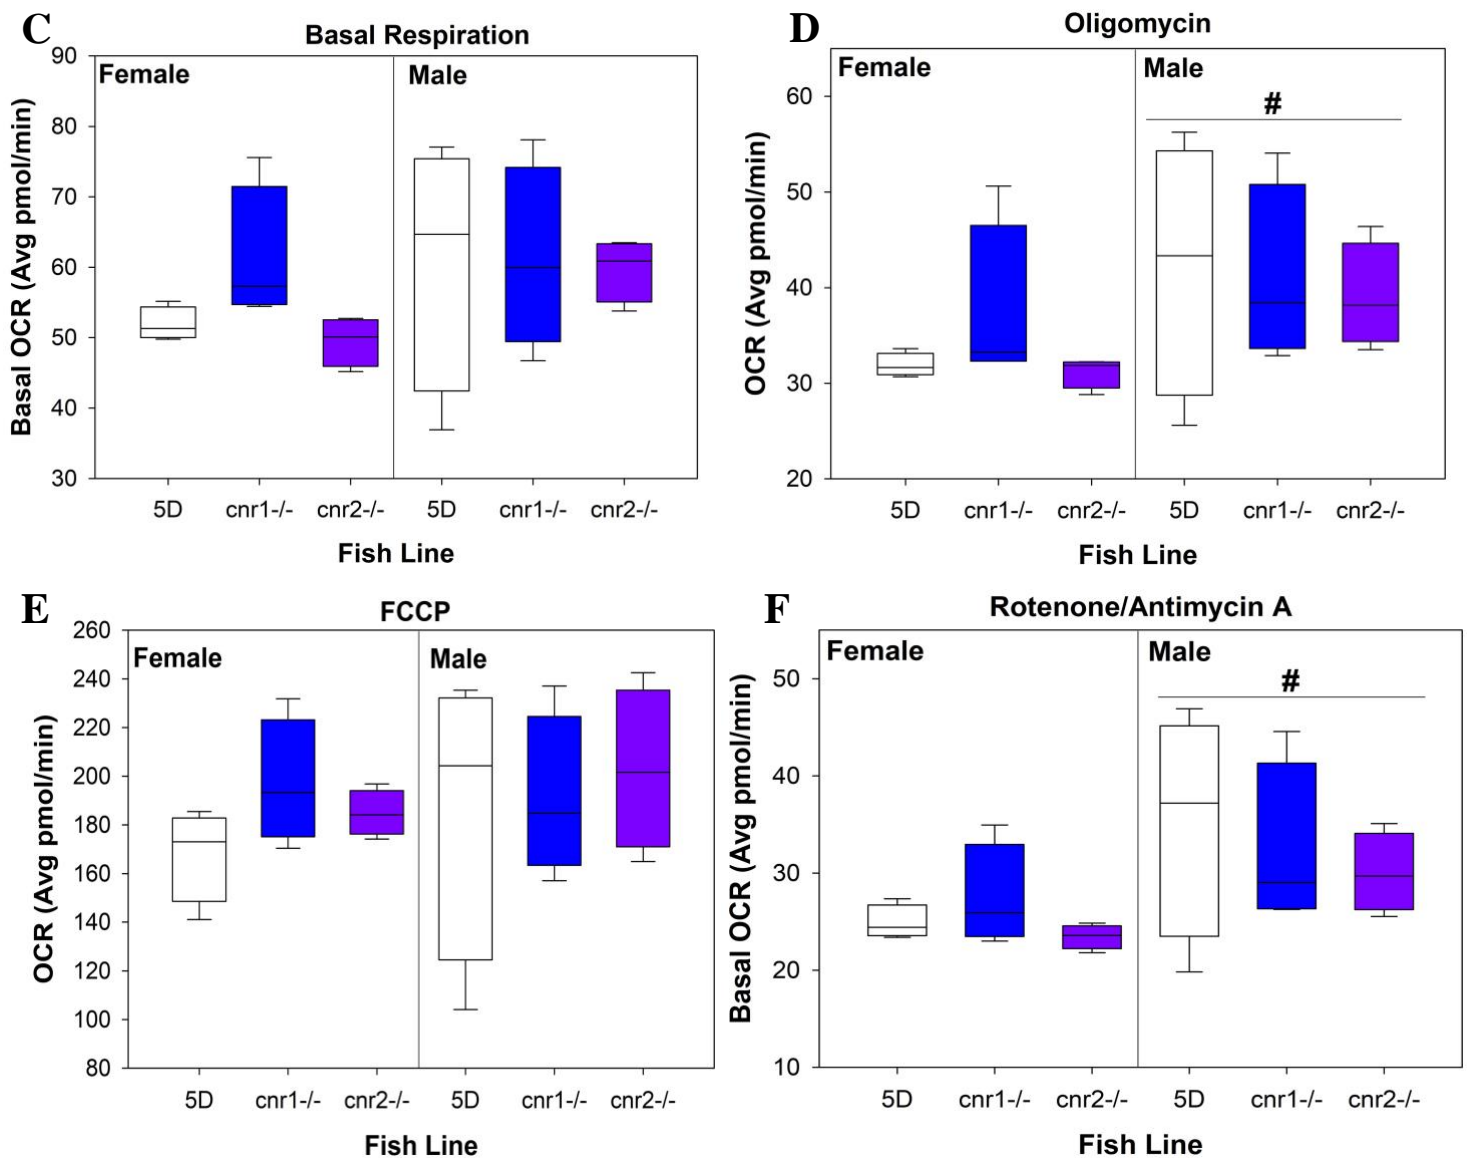 C
Basal Respiration
Female
Male
Basal OCR (Avg pmol/min)
90
80
70
60
50
40
30
5D cnr1-/- cnr2-/- 5D cnr1-/- cnr2-/-
Fish Line
D
Oligomycin
Female
Male
#
OCR (Avg pmol/min)
60
50
40
30
20
5D cnr1-/- cnr2-/- 5D cnr1-/- cnr2-/-
Fish Line
E
FCCP
Female
Male
OCR (Avg pmol/min)
260
240
220
200
180
160
140
120
100
80
5D cnr1-/- cnr2-/- 5D cnr1-/- cnr2-/-
Fish Line
F
Rotenone/Antimycin A
Female
Male
#
Basal OCR (Avg pmol/min)
50
40
30
20
10
5D cnr1-/- cnr2-/- 5D cnr1-/- cnr2-/-
Fish Line